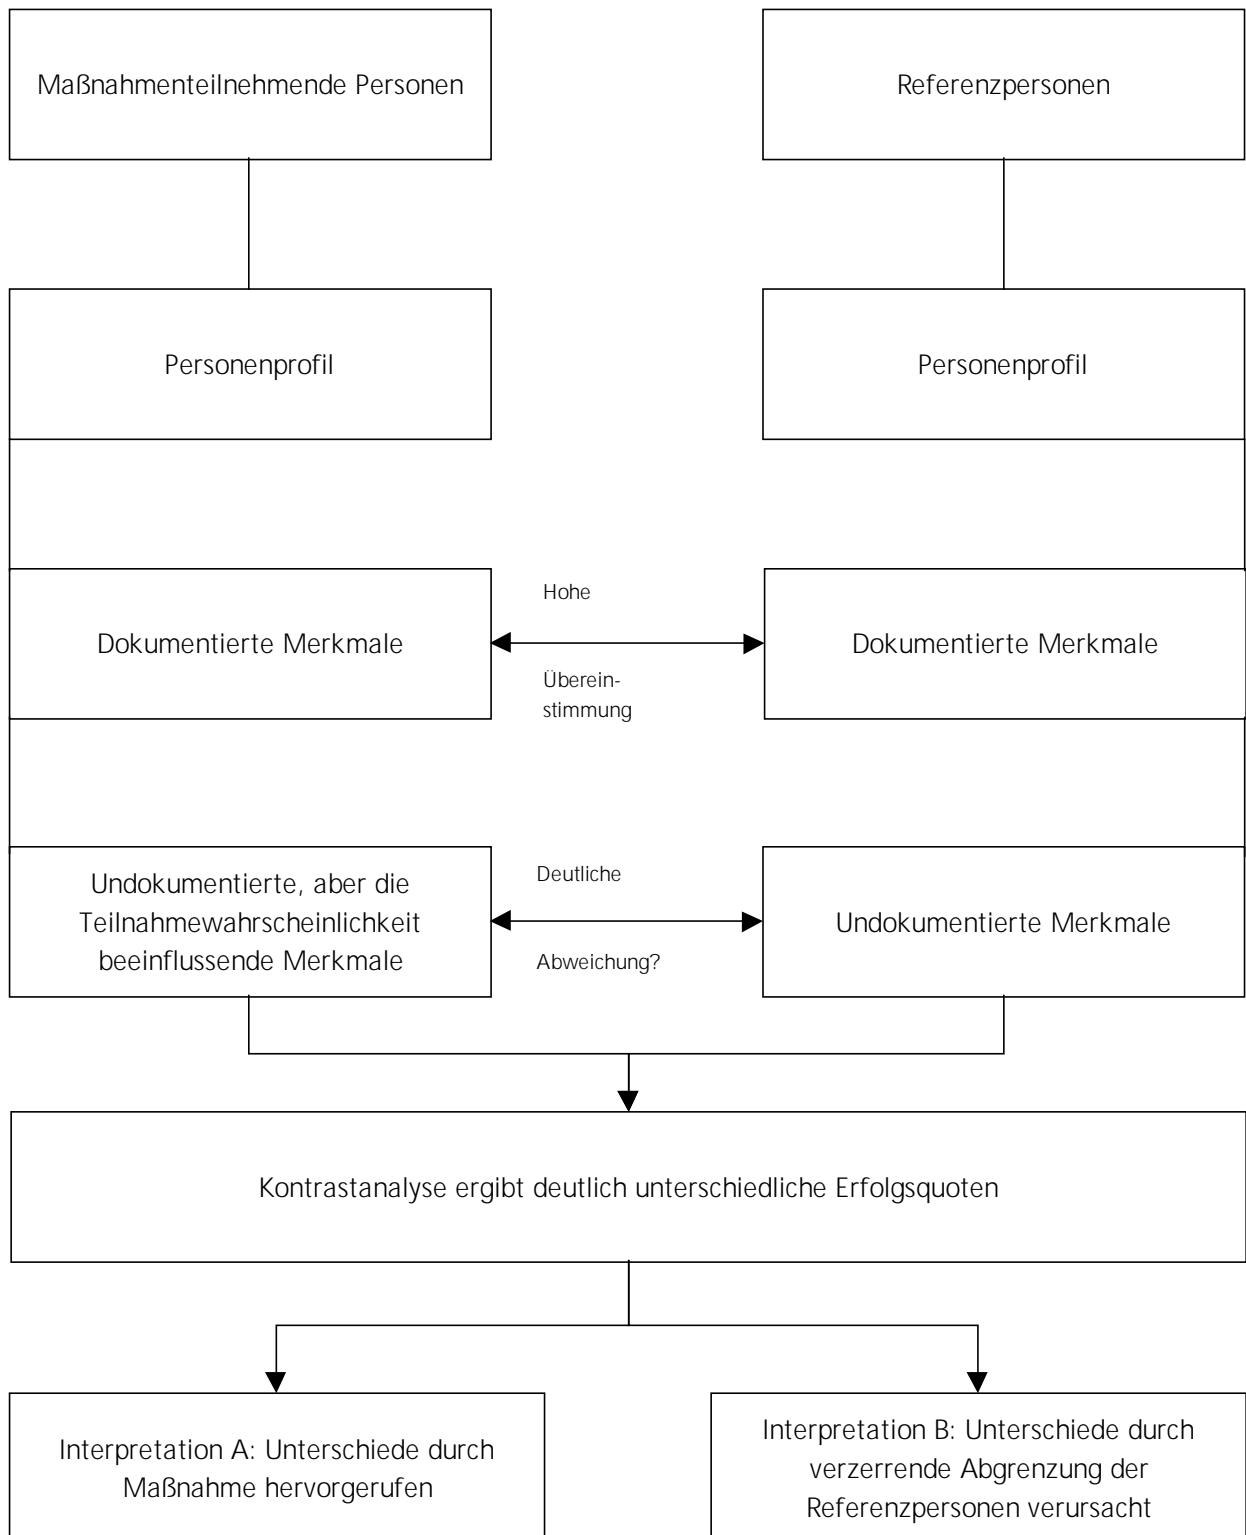 Maßnahmenteilnehmende Personen
Referenzpersonen
Personenprofil
Personenprofil
Dokumentierte Merkmale
Hohe
Überein-
stimmung
Dokumentierte Merkmale
Undokumentierte, aber die
Teilnahmewahrscheinlichkeit
beeinflussende Merkmale
Deutliche
Abweichung?
Undokumentierte Merkmale
Kontrastanalyse ergibt deutlich unterschiedliche Erfolgsquoten
Interpretation A: Unterschiede durch
Maßnahme hervorgerufen
Interpretation B: Unterschiede durch
verzerrende Abgrenzung der
Referenzpersonen verursacht